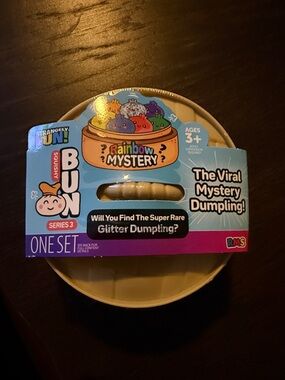 STRANGELY
FUN!
SQUISHY
BUN
SERIES 3
Rainbow
MYSTERY
AGES
3+
The Viral
Mystery
Dumpling!
Will You Find The Super Rare
Glitter Dumpling?
ONE SET